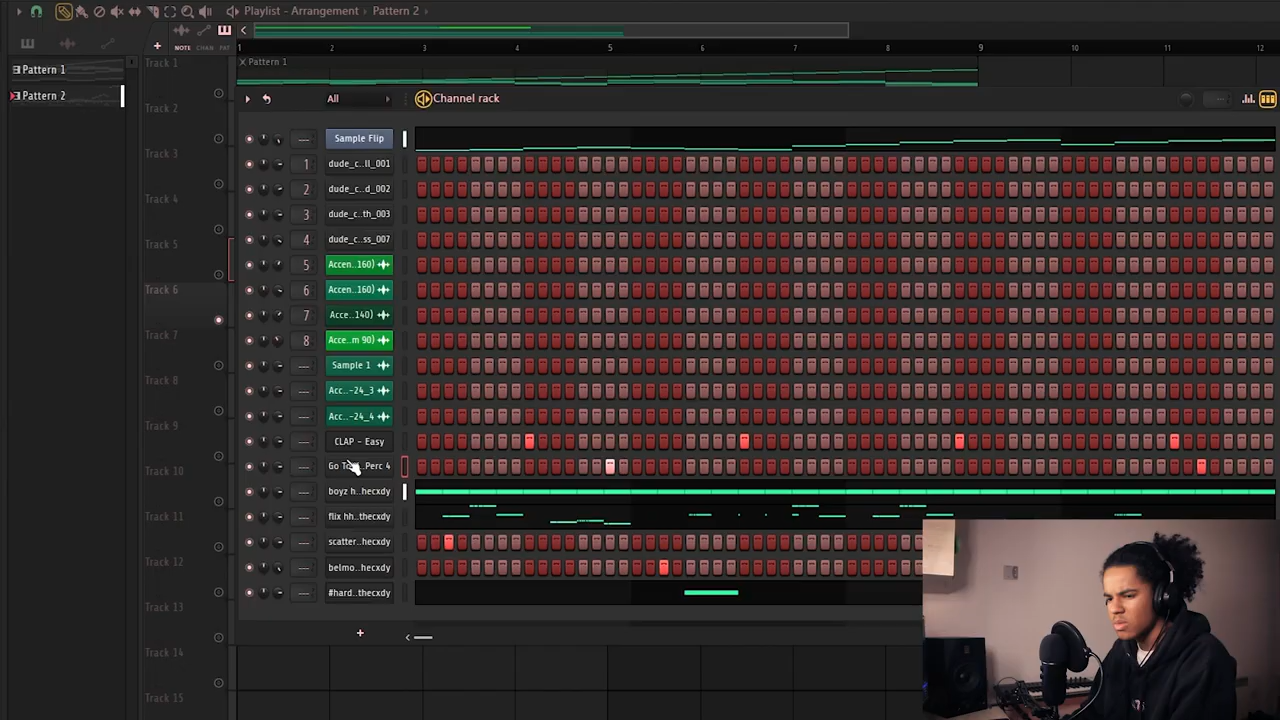 Playlist - Arrangement › Pattern 2 ›
NOTE CHAN PAT
1 2 3 4 5 6 7 8 9 10 11 12
Pattern 1
Pattern 2
Track 1
Track 2
Track 3
Track 4
Track 5
Track 6
Track 7
Track 8
Track 9
Track 10
Track 11
Track 12
Track 13
Track 14
Track 15
Pattern 1
All
Channel rack
Sample Flip
1 dude_c..ll_001
2 dude_c..d_002
3 dude_c..th_003
4 dude_c..ss_007
5 Accen..160)
6 Accen..160)
7 Acce..140)
8 Acce..m 90)
Sample 1
Acc..-24_3
Acc..-24_4
CLAP - Easy
Perc 4
boyz h..hecxdy
flix hh..thecxdy
scatter..hecxdy
belmo..hecxdy
#hard..thecxdy